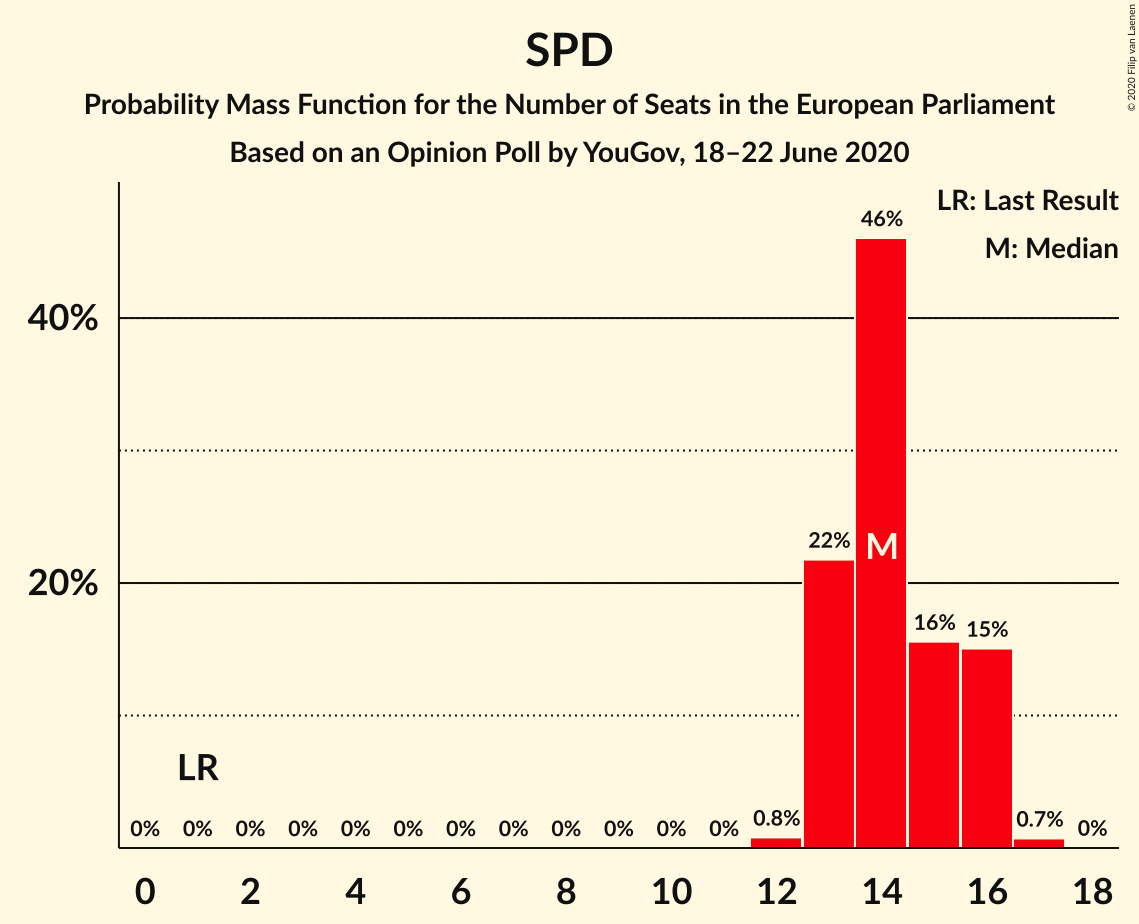 SPD
Probability Mass Function for the Number of Seats in the European Parliament
Based on an Opinion Poll by YouGov, 18–22 June 2020
© 2020 Filip van Laenen
LR: Last Result
M: Median
46%
40%
22%
M
20%
16%
15%
LR
0% 0% 0% 0% 0% 0% 0% 0% 0% 0% 0% 0% 0.8% 0.7% 0%
0 2 4 6 8 10 12 14 16 18